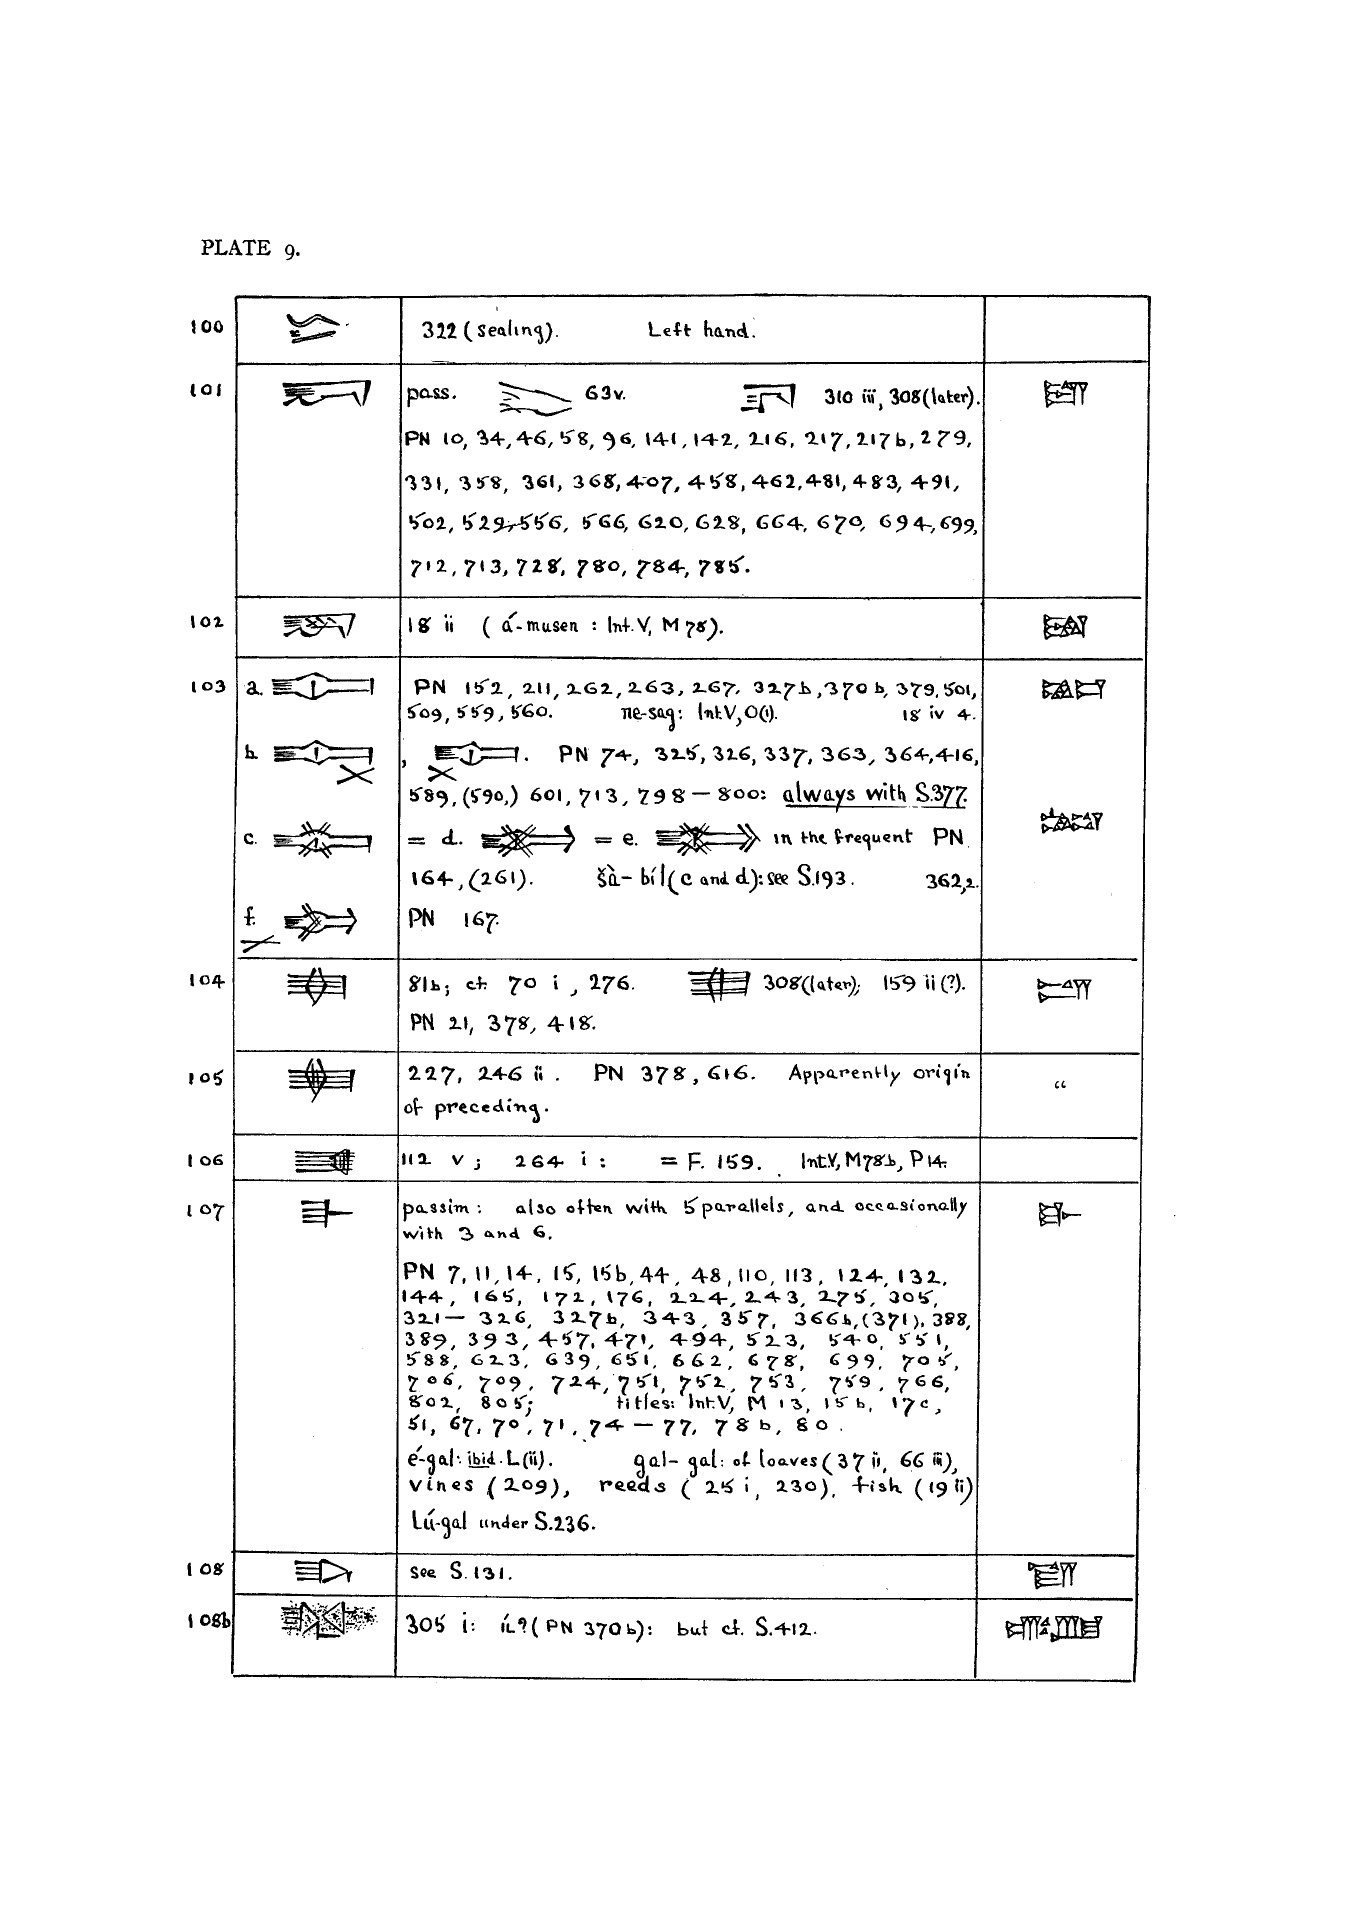 PLATE 9.
100 322 (sealing). Left hand.
101 pass. 63v. 310 iii, 308 (later).
PN 10, 34, 46, 58, 96, 141, 142, 216, 217, 217b, 279,
331, 358, 361, 368, 407, 458, 462, 481, 483, 491,
502, 529, 556, 566, 620, 628, 664, 670, 694, 699,
712, 713, 728, 780, 784, 785.
102 18 ii ( á-musen : Int.V, M 78).
103 a. PN 152, 211, 262, 263, 267, 327b, 370b, 379, 501,
509, 559, 560. ne-sag: Int.V, O(i). 18 iv 4.
b. , . PN 74, 325, 326, 337, 363, 364, 416,
589, (590,) 601, 713, 798 — 800: always with S.377.
c. = d. = e. in the frequent PN
164, (261). šà-bíl (c and d): see S.193. 362,2.
f. PN 167.
104 81b; cf. 70 i, 276. 308 (later); 159 ii (?).
PN 21, 378, 418.
105 227, 246 ii. PN 378, 616. Apparently origin "
of preceding.
106 112 v; 264 i: = F. 159. Int.V, M78b, P14.
107 passim: also often with 5 parallels, and occasionally
with 3 and 6.
PN 7, 11, 14, 15, 15b, 44, 48, 110, 113, 124, 132,
144, 165, 172, 176, 224, 243, 275, 305,
321 — 326, 327b, 343, 357, 366b, (371), 388,
389, 393, 457, 471, 494, 523, 540, 551,
588, 623, 639, 651, 662, 678, 699, 705,
706, 709, 724, 751, 752, 753, 759, 766,
802, 805; titles: Int.V, M 13, 15b, 17c,
51, 67, 70, 71, 74 — 77, 78b, 80.
é-gal: ibid. L(ii). gal-gal: of loaves (37 ii, 66 iii),
vines (209), reeds ( 25 i, 230), fish (19 ii)
Lú-gal under S.236.
108 see S.131.
108b 305 i: íL? (PN 370b): but cf. S.412.